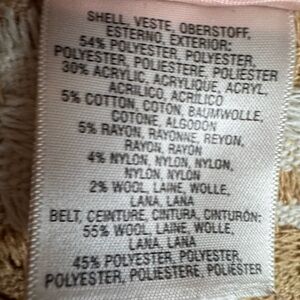 SHELL, VESTE, OBERSTOFF,
ESTERNO, EXTERIOR:
54% POLYESTER, POLYESTER,
POLYESTER, POLIESTERE, POLIESTER
30% ACRYLIC, ACRYLIQUE, ACRYL,
ACRILICO, ACRILICO
5% COTTON, COTON, BAUMWOLLE,
COTONE, ALGODON
5% RAYON, RAYONNE, REYON,
RAYON, RAYON
4% NYLON, NYLON, NYLON,
NYLON, NYLON
2% WOOL, LAINE, WOLLE,
LANA, LANA
BELT, CEINTURE, CINTURA, CINTURÓN:
55% WOOL, LAINE, WOLLE,
LANA, LANA
45% POLYESTER, POLYESTER,
POLYESTER, POLIESTERE, POLIESTER